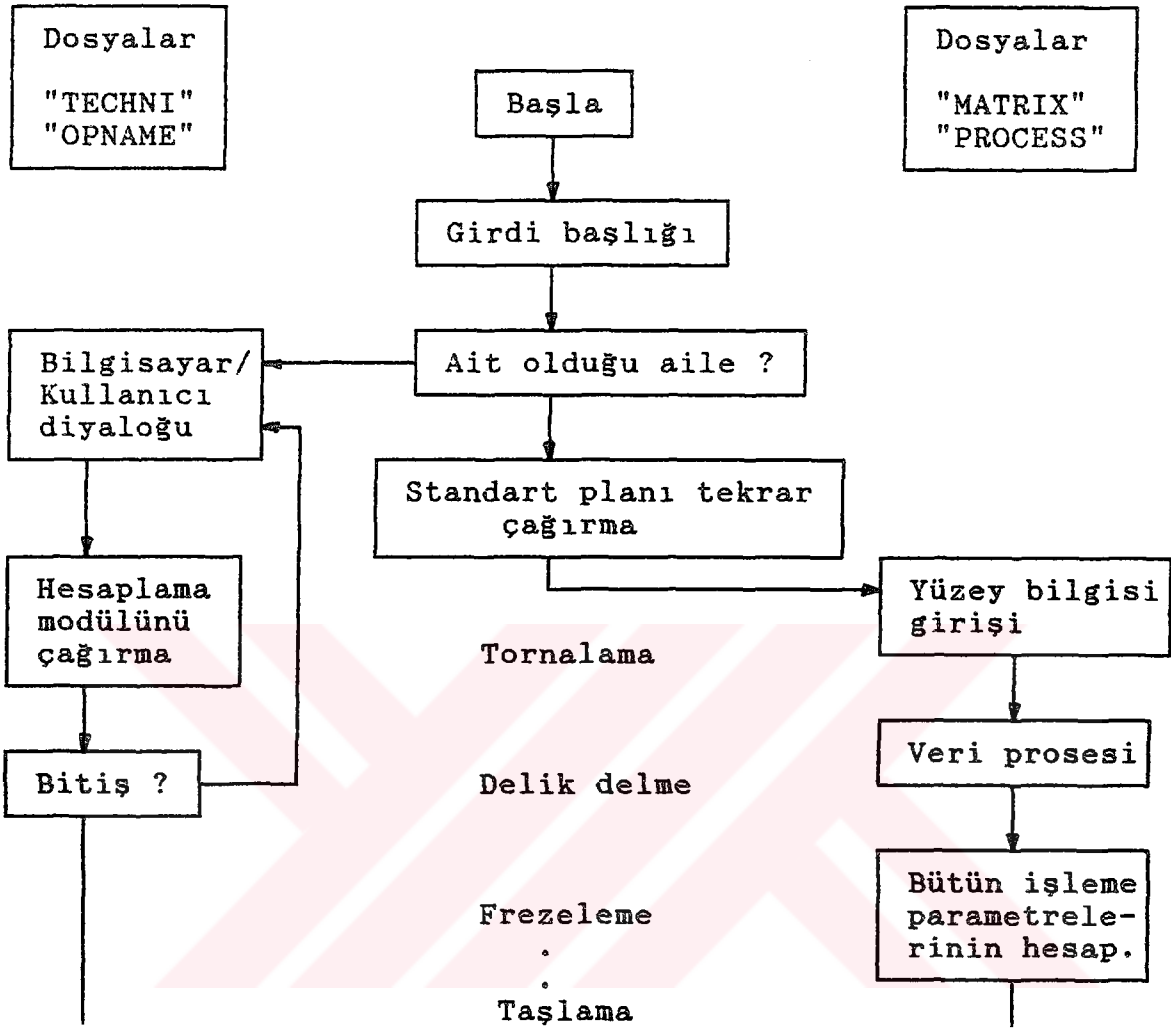 Dosyalar
"TECHNI"
"OPNAME"
Başla
Dosyalar
"MATRIX"
"PROCESS"
Girdi başlığı
Ait olduğu aile ?
Bilgisayar/
Kullanıcı
diyaloğu
Standart planı tekrar
çağırma
Hesaplama
modülünü
çağırma
Yüzey bilgisi
girişi
Tornalama
Veri prosesi
Bitiş ?
Delik delme
Bütün işleme
parametrele-
rinin hesap.
Frezeleme
.
.
Taşlama